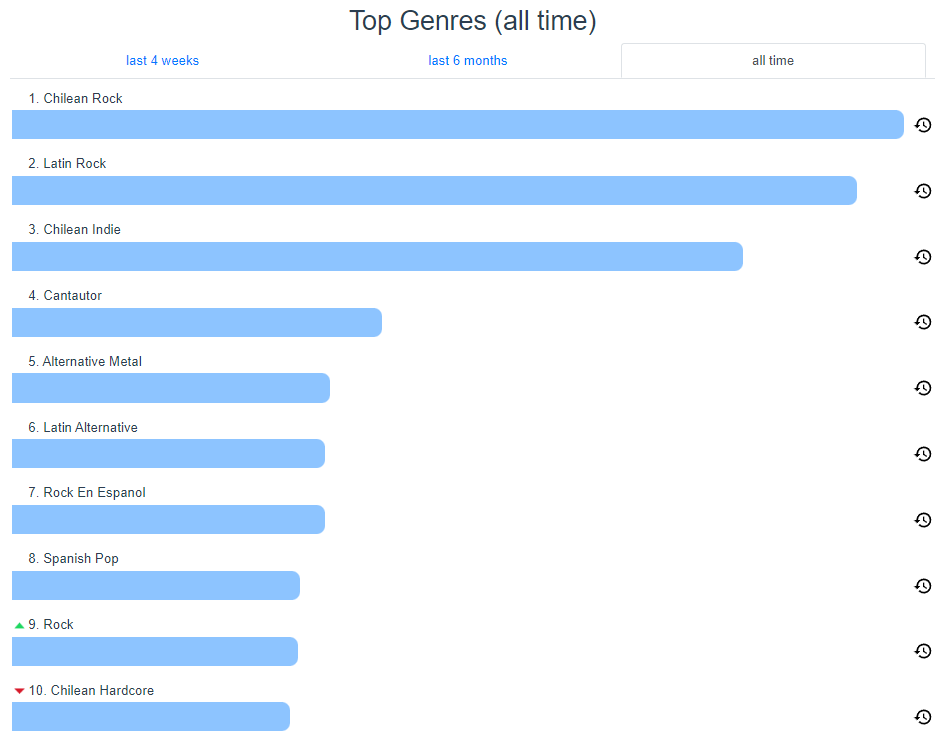 Top Genres (all time)
last 4 weeks last 6 months all time
1. Chilean Rock
2. Latin Rock
3. Chilean Indie
4. Cantautor
5. Alternative Metal
6. Latin Alternative
7. Rock En Espanol
8. Spanish Pop
9. Rock
10. Chilean Hardcore